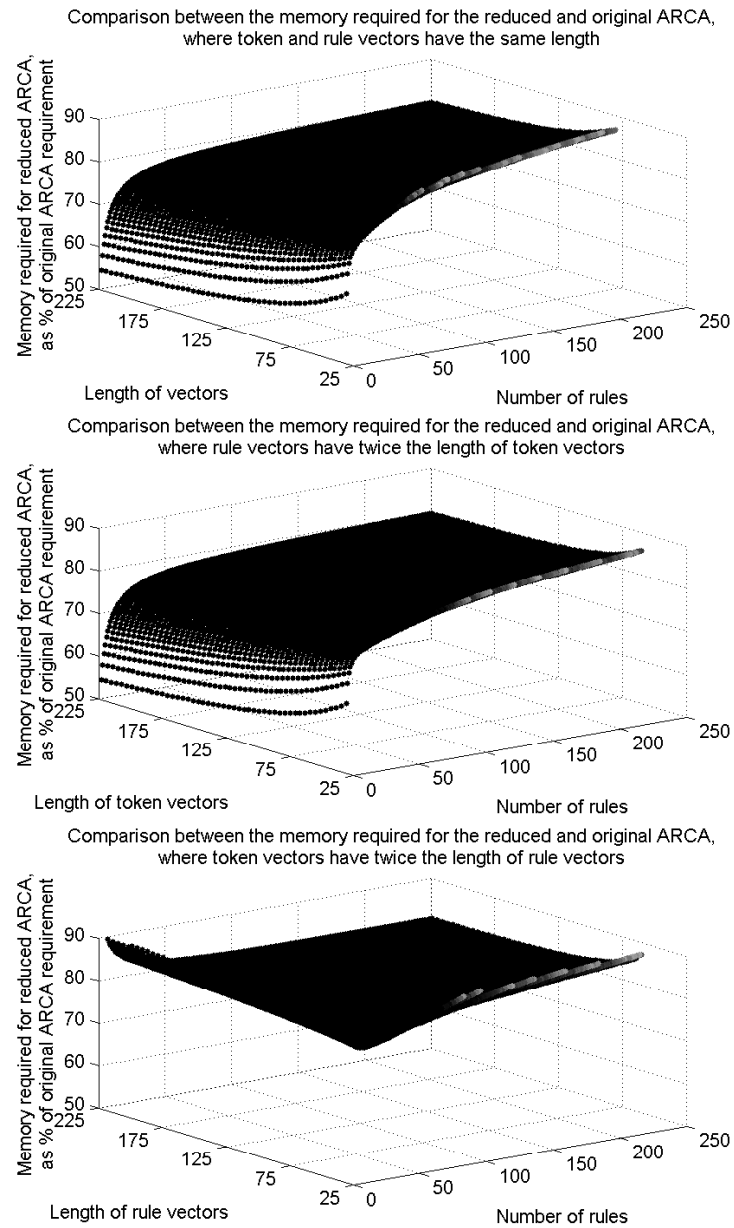 Comparison between the memory required for the reduced and original ARCA,
where token and rule vectors have the same length
Memory required for reduced ARCA,
as % of original ARCA requirement
90
80
70
60
50
225
175
125
75
25
Length of vectors
0
50
100
150
200
250
Number of rules
Comparison between the memory required for the reduced and original ARCA,
where rule vectors have twice the length of token vectors
Memory required for reduced ARCA,
as % of original ARCA requirement
90
80
70
60
50
225
175
125
75
25
Length of token vectors
0
50
100
150
200
250
Number of rules
Comparison between the memory required for the reduced and original ARCA,
where token vectors have twice the length of rule vectors
Memory required for reduced ARCA,
as % of original ARCA requirement
90
80
70
60
50
225
175
125
75
25
Length of rule vectors
0
50
100
150
200
250
Number of rules